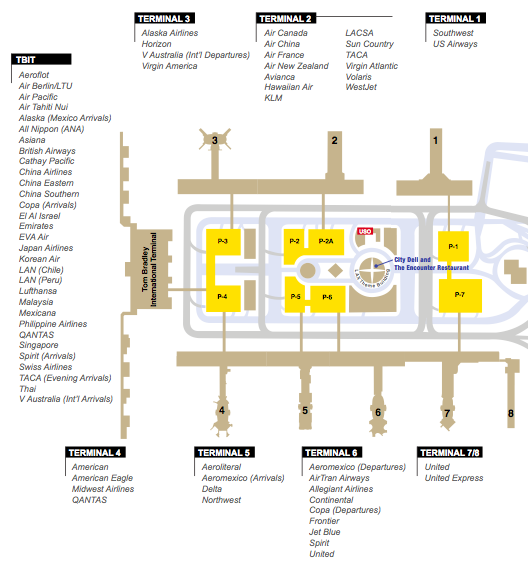 TERMINAL 3
Alaska Airlines
Horizon
V Australia (Int'l Departures)
Virgin America
TERMINAL 2
Air Canada
Air China
Air France
Air New Zealand
Avianca
Hawaiian Air
KLM
LACSA
Sun Country
TACA
Virgin Atlantic
Volaris
WestJet
TERMINAL 1
Southwest
US Airways
TBIT
Aeroflot
Air Berlin/LTU
Air Pacific
Air Tahiti Nui
Alaska (Mexico Arrivals)
All Nippon (ANA)
Asiana
British Airways
Cathay Pacific
China Airlines
China Eastern
China Southern
Copa (Arrivals)
El Al Israel
Emirates
EVA Air
Japan Airlines
Korean Air
LAN (Chile)
LAN (Peru)
Lufthansa
Malaysia
Mexicana
Philippine Airlines
QANTAS
Singapore
Spirit (Arrivals)
Swiss Airlines
TACA (Evening Arrivals)
Thai
V Australia (Int'l Arrivals)
3
2
1
Tom Bradley
International Terminal
P-3
P-2
P-2A
USO
P-1
City Deli and
The Encounter Restaurant
LAX Theme Building
P-4
P-5
P-6
P-7
4
5
6
7
8
TERMINAL 4
American
American Eagle
Midwest Airlines
QANTAS
TERMINAL 5
Aeroliteral
Aeromexico (Arrivals)
Delta
Northwest
TERMINAL 6
Aeromexico (Departures)
AirTran Airways
Allegiant Airlines
Continental
Copa (Departures)
Frontier
Jet Blue
Spirit
United
TERMINAL 7/8
United
United Express